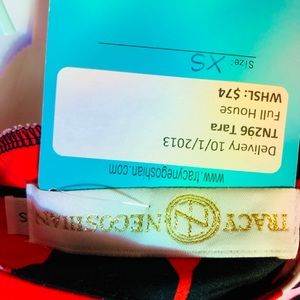 www.tracynegoshian.com
Delivery 10/1/2013
TN296 Tara
Full House
WHSL: $74
Size: XS
TRACY
NEGOSHIAN
S